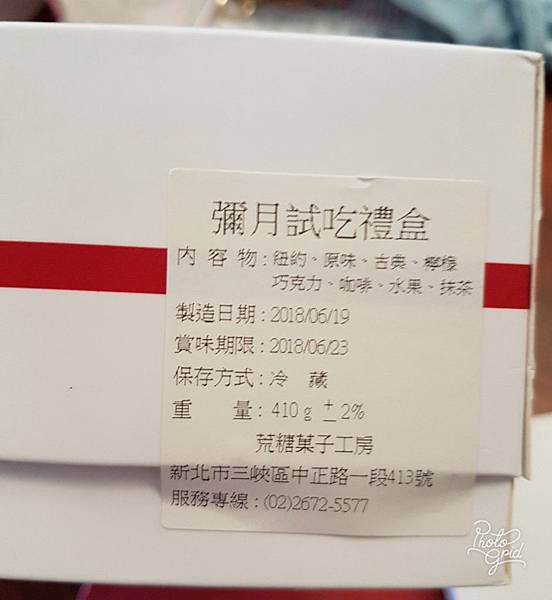 彌月試吃禮盒
內容物:紐約、原味、古典、檸檬
巧克力、咖啡、水果、抹茶
製造日期:2018/06/19
賞味期限:2018/06/23
保存方式:冷 藏
重 量:410g ±2%
荒糖菓子工房
新北市三峽區中正路一段413號
服務專線:(02)2672-5577
Photo
Grid